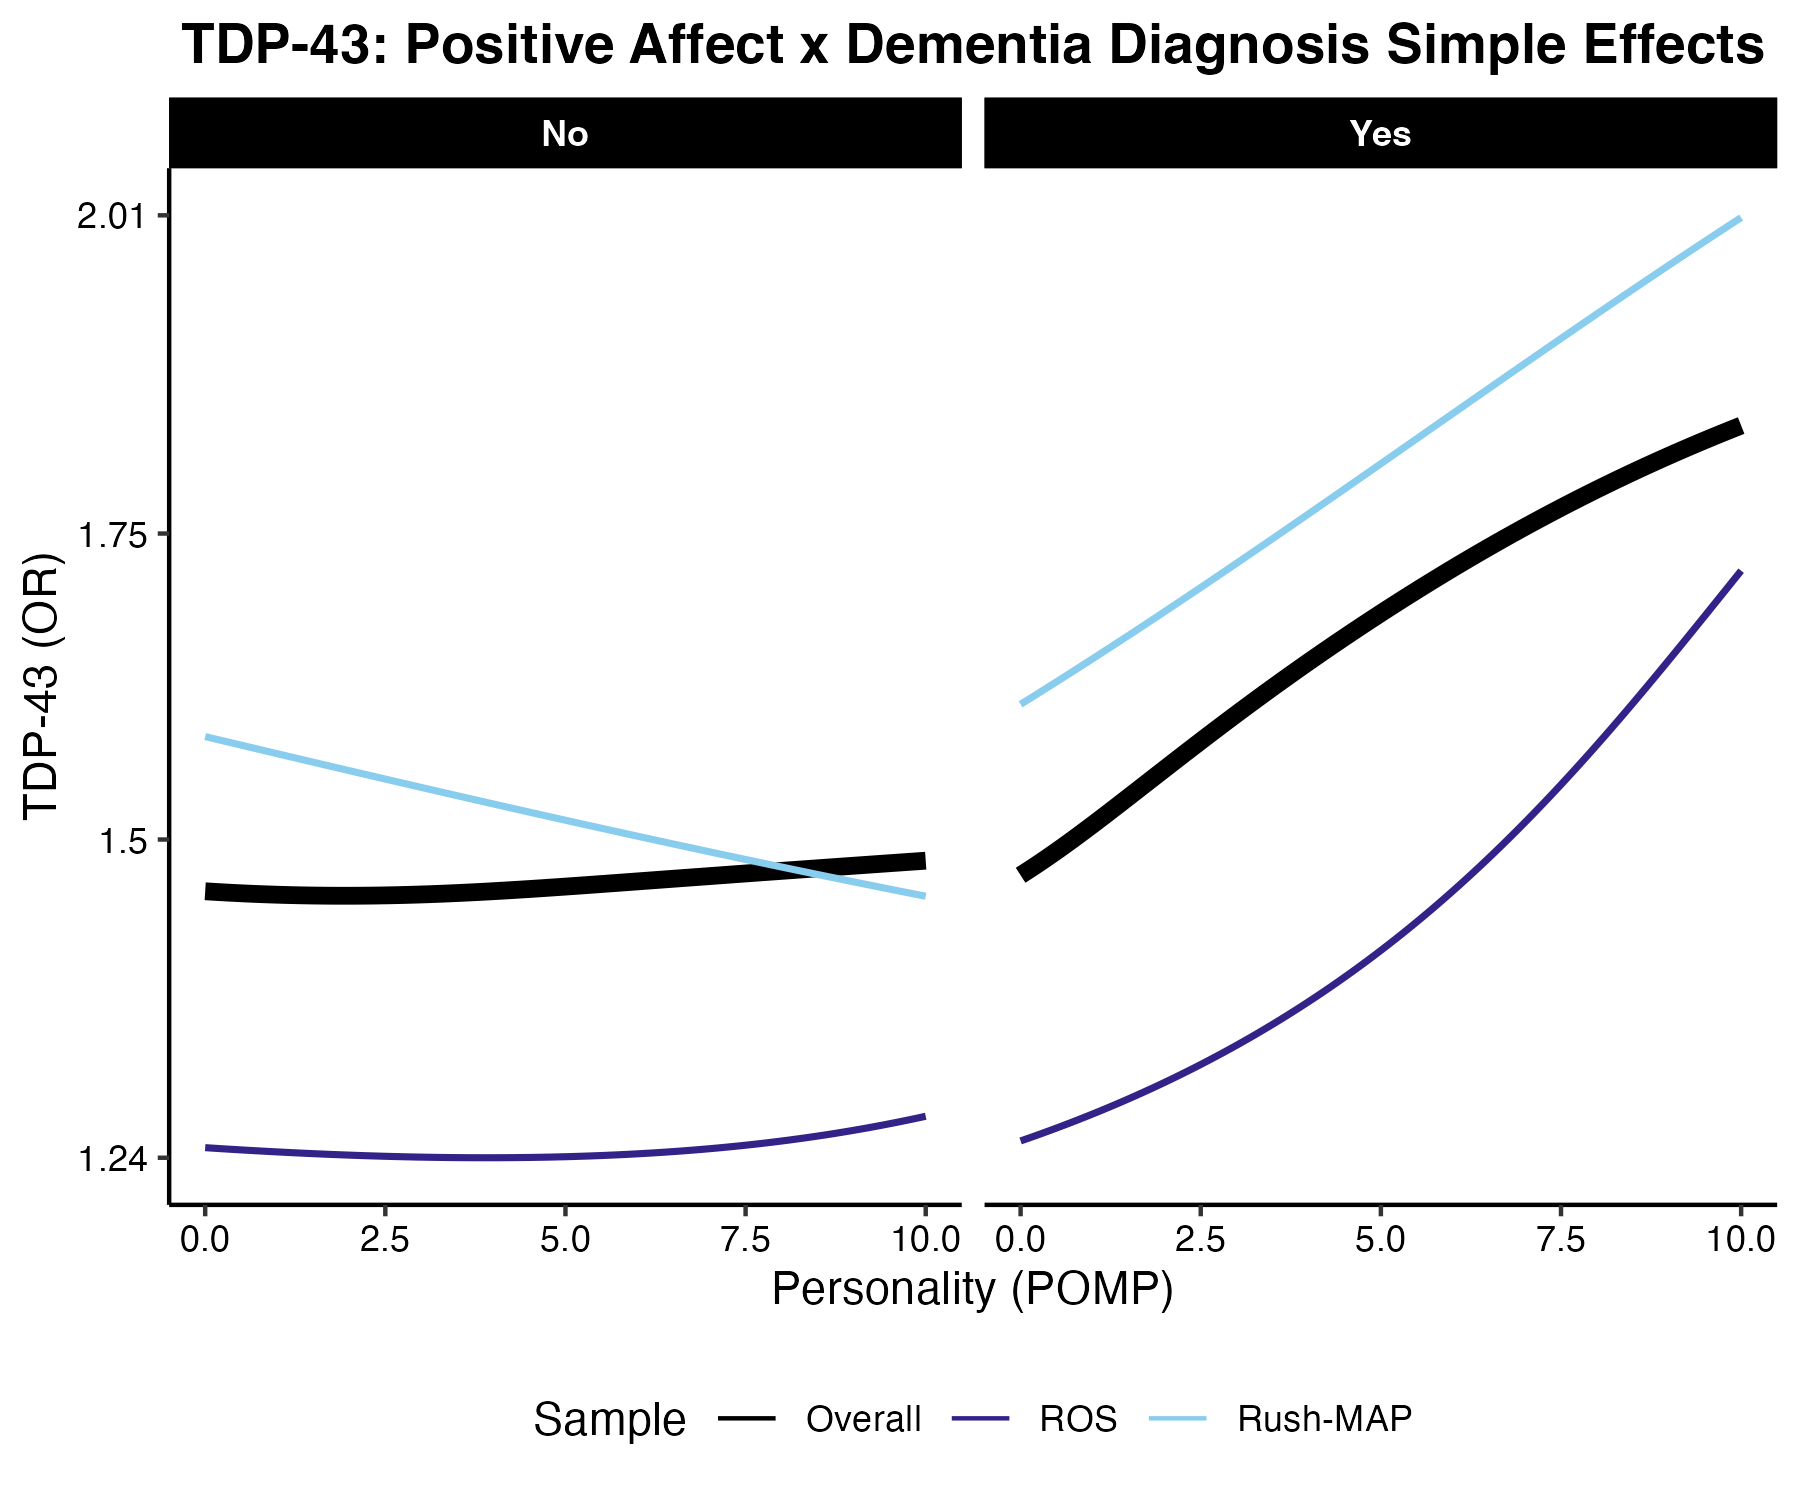 TDP-43: Positive Affect x Dementia Diagnosis Simple Effects
No
Yes
TDP-43 (OR)
2.01
1.75
1.5
1.24
0.0 2.5 5.0 7.5 10.0
0.0 2.5 5.0 7.5 10.0
Personality (POMP)
Sample Overall ROS Rush-MAP